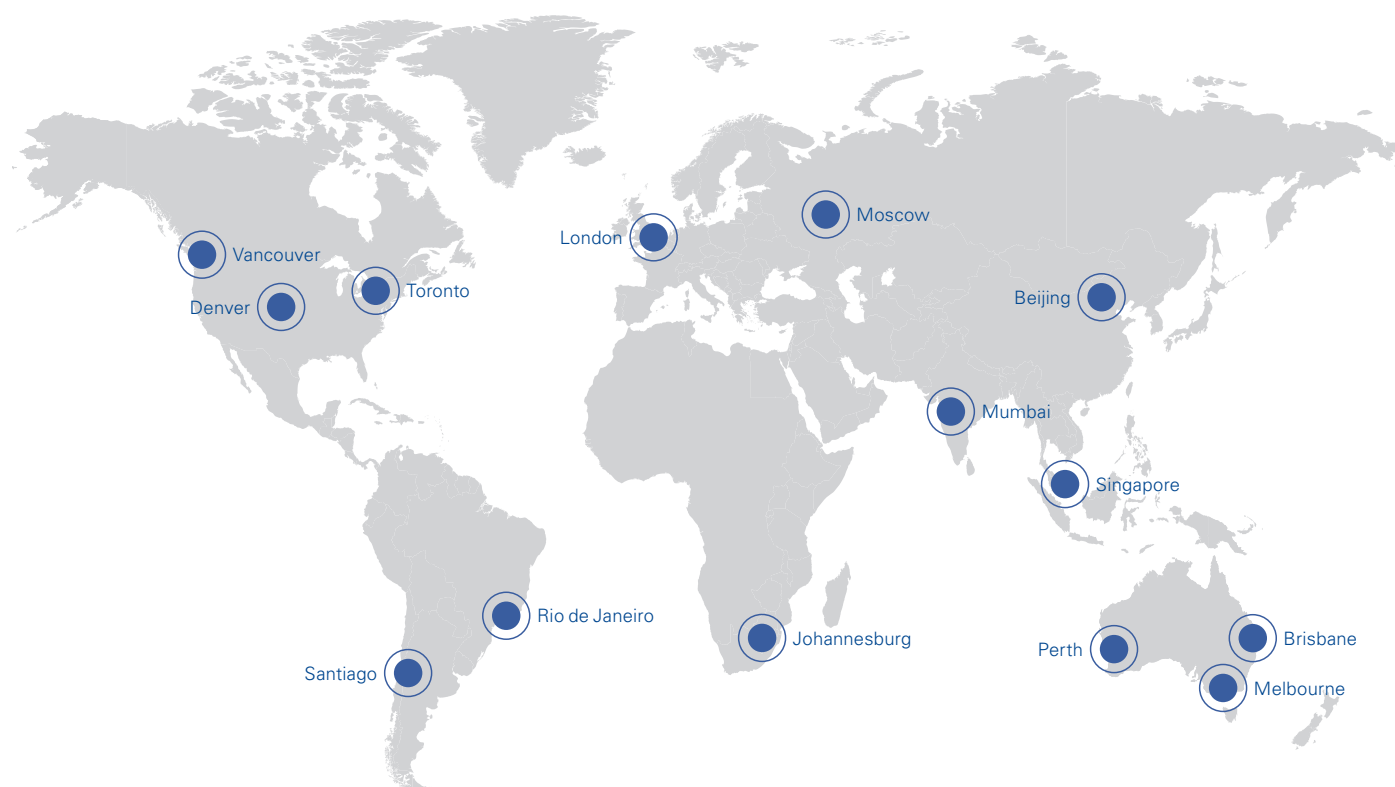 Moscow
London
Vancouver
Toronto
Beijing
Denver
Mumbai
Singapore
Rio de Janeiro
Johannesburg
Brisbane
Perth
Santiago
Melbourne